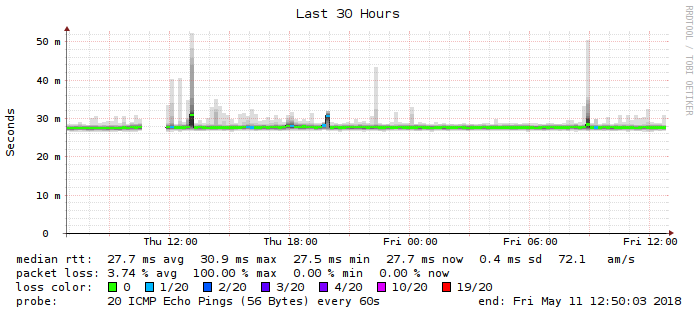 Last 30 Hours
RRDTOOL / TOBI OETIKER
Seconds
50 m
40 m
30 m
20 m
10 m
0
Thu 12:00 Thu 18:00 Fri 00:00 Fri 06:00 Fri 12:00
median rtt: 27.7 ms avg 30.9 ms max 27.5 ms min 27.7 ms now 0.4 ms sd 72.1 am/s
packet loss: 3.74 % avg 100.00 % max 0.00 % min 0.00 % now
loss color: 0 1/20 2/20 3/20 4/20 10/20 19/20
probe: 20 ICMP Echo Pings (56 Bytes) every 60s end: Fri May 11 12:50:03 2018